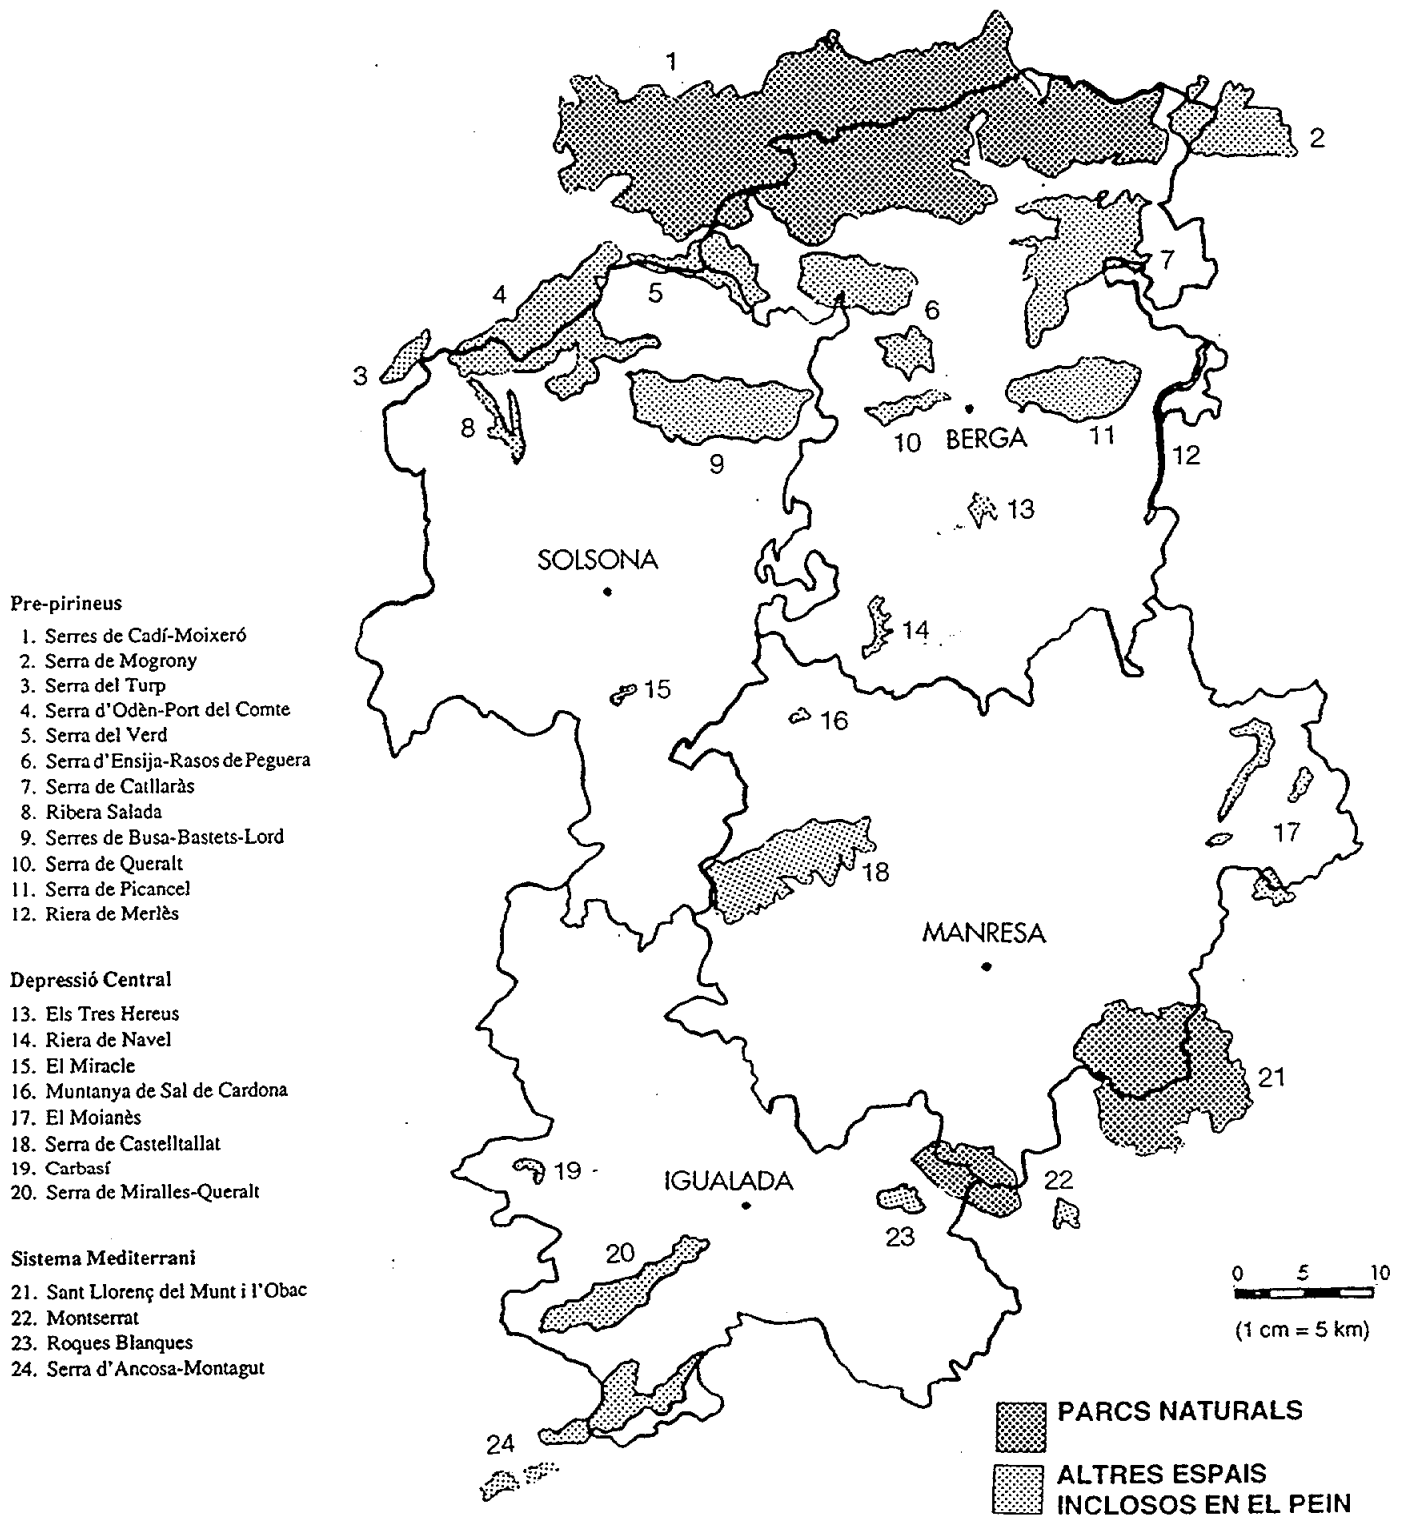 Pre-pirineus
1. Serres de Cadí-Moixeró
2. Serra de Mogrony
3. Serra del Turp
4. Serra d'Odèn-Port del Comte
5. Serra del Verd
6. Serra d'Ensija-Rasos de Peguera
7. Serra de Catllaràs
8. Ribera Salada
9. Serres de Busa-Bastets-Lord
10. Serra de Queralt
11. Serra de Picancel
12. Riera de Merlès
Depressió Central
13. Els Tres Hereus
14. Riera de Navel
15. El Miracle
16. Muntanya de Sal de Cardona
17. El Moianès
18. Serra de Castelltallat
19. Carbasí
20. Serra de Miralles-Queralt
Sistema Mediterrani
21. Sant Llorenç del Munt i l'Obac
22. Montserrat
23. Roques Blanques
24. Serra d'Ancosa-Montagut
1
2
3
4
5
6
7
8
9
10
BERGA
11
12
13
SOLSONA
14
15
16
17
18
MANRESA
19
IGUALADA
20
21
22
23
24
0 5 10
(1 cm = 5 km)
PARCS NATURALS
ALTRES ESPAIS
INCLOSOS EN EL PEIN